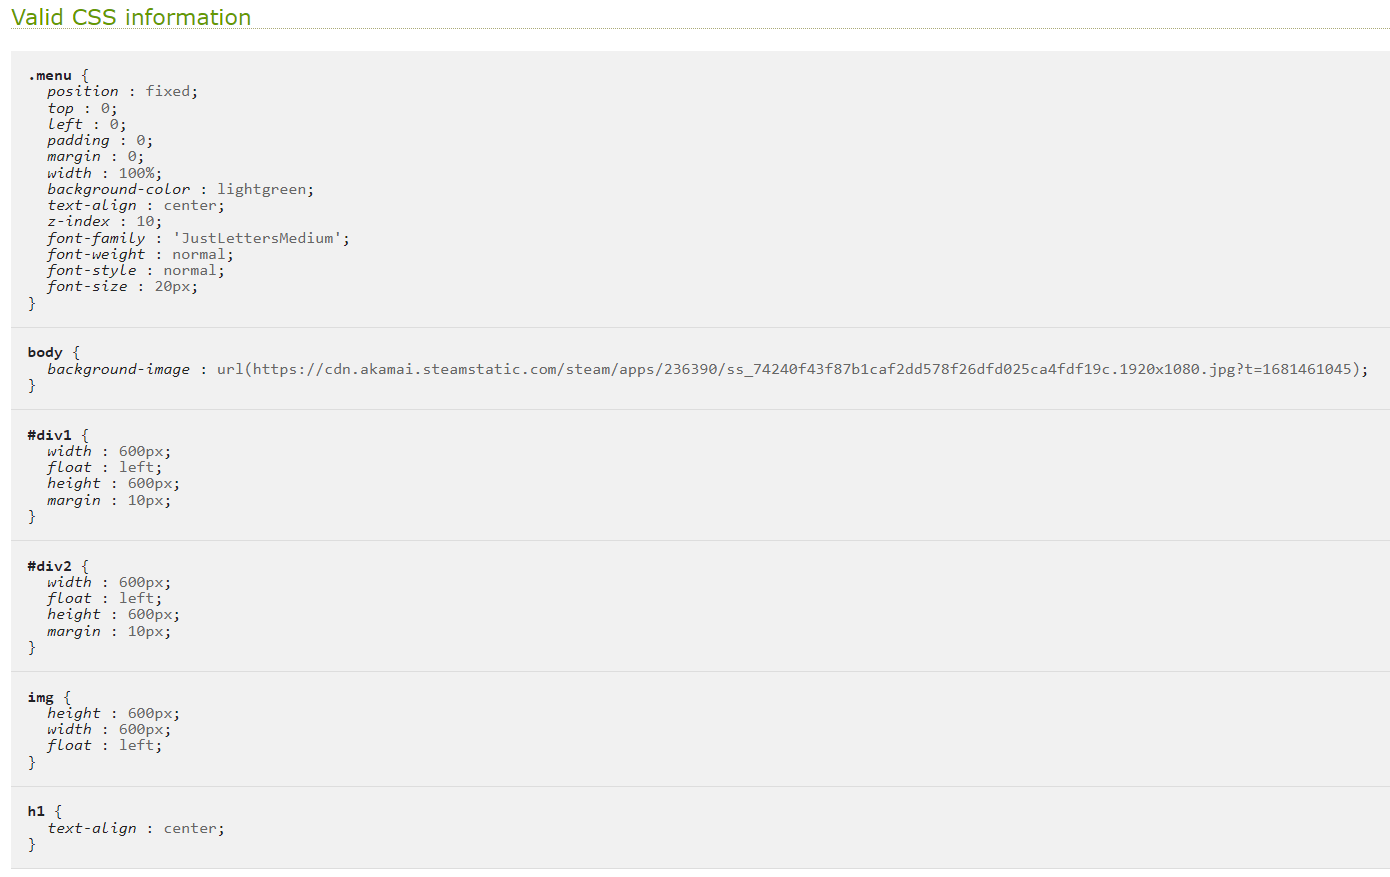 Valid CSS information
.menu {
position : fixed;
top : 0;
left : 0;
padding : 0;
margin : 0;
width : 100%;
background-color : lightgreen;
text-align : center;
z-index : 10;
font-family : 'JustLettersMedium';
font-weight : normal;
font-style : normal;
font-size : 20px;
}
body {
background-image : url(https://cdn.akamai.steamstatic.com/steam/apps/236390/ss_74240f43f87b1caf2dd578f26dfd025ca4fdf19c.1920x1080.jpg?t=1681461045);
}
#div1 {
width : 600px;
float : left;
height : 600px;
margin : 10px;
}
#div2 {
width : 600px;
float : left;
height : 600px;
margin : 10px;
}
img {
height : 600px;
width : 600px;
float : left;
}
h1 {
text-align : center;
}